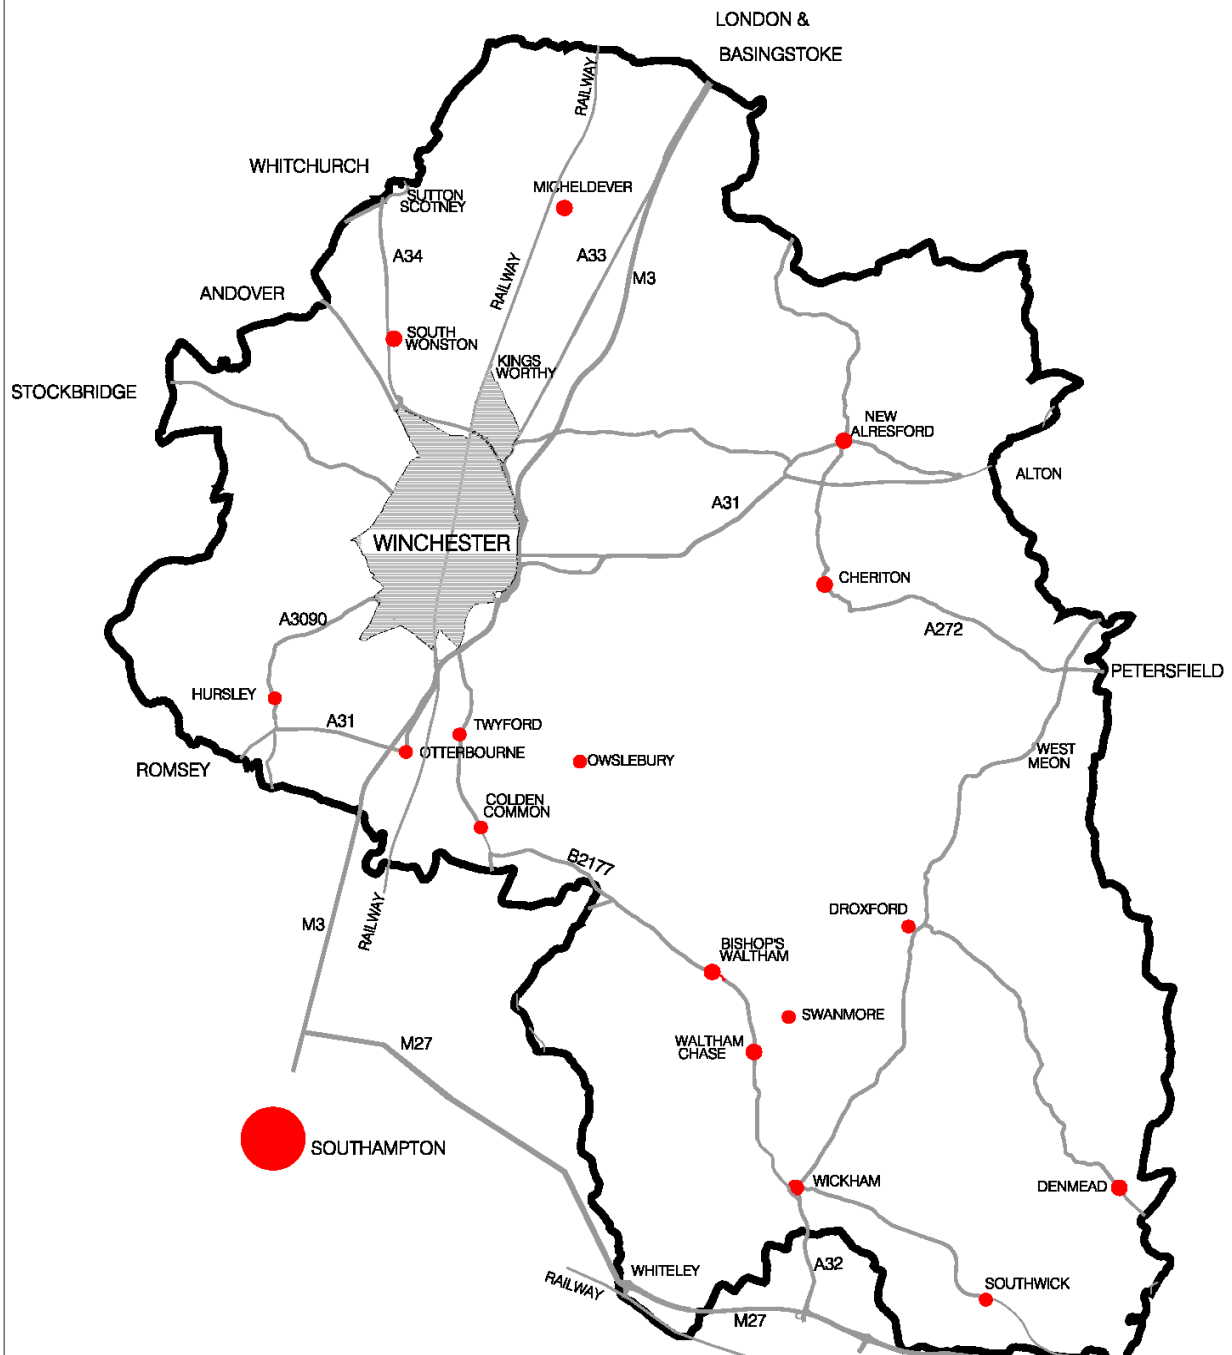 LONDON &
BASINGSTOKE
RAILWAY
WHITCHURCH
SUTTON
SCOTNEY
MICHELDEVER
A34
A33
M3
RAILWAY
ANDOVER
SOUTH
WONSTON
KINGS
WORTHY
STOCKBRIDGE
NEW
ALRESFORD
ALTON
A31
WINCHESTER
CHERITON
A3090
A272
PETERSFIELD
HURSLEY
A31
TWYFORD
OTTERBOURNE
OWSLEBURY
WEST
MEON
ROMSEY
COLDEN
COMMON
B2177
DROXFORD
M3
RAILWAY
BISHOP'S
WALTHAM
SWANMORE
WALTHAM
CHASE
M27
SOUTHAMPTON
WICKHAM
DENMEAD
A32
WHITELEY
RAILWAY
SOUTHWICK
M27